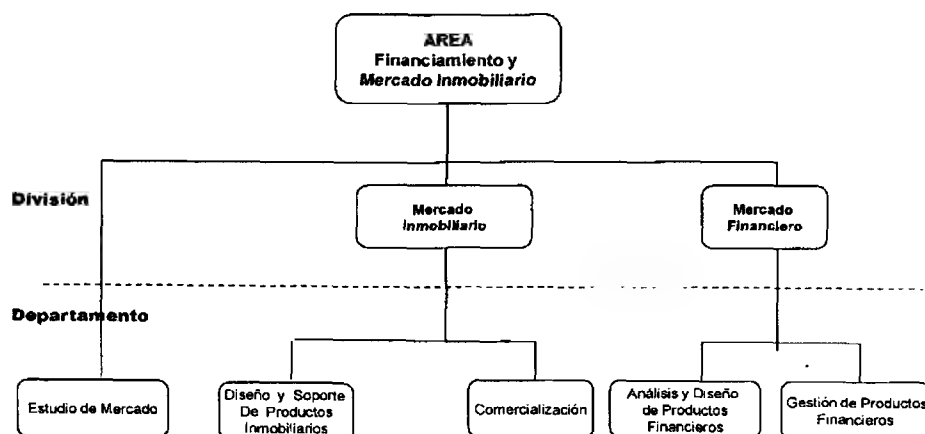 AREA
Financiamiento y
Mercado Inmobiliario
División
Mercado
Inmobiliario
Mercado
Financiero
Departamento
Estudio de Mercado
Diseño y Soporte
De Productos
Inmobiliarios
Comercialización
Análisis y Diseño
de Productos
Financieros
Gestión de Productos
Financieros